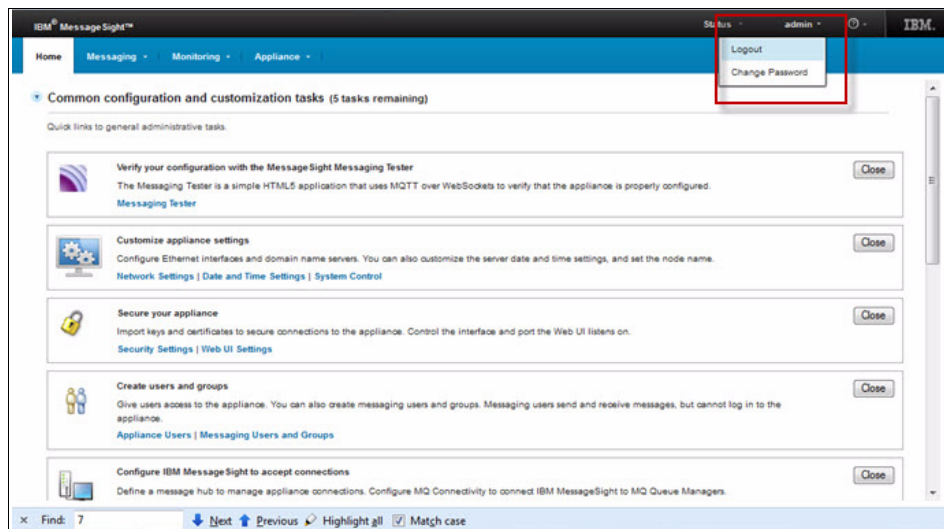 IBM® MessageSight™
Status admin IBM.
Logout
Change Password
Home Messaging Monitoring Appliance
Common configuration and customization tasks (5 tasks remaining)
Quick links to general administrative tasks.
Verify your configuration with the MessageSight Messaging Tester Close
The Messaging Tester is a simple HTML5 application that uses MQTT over WebSockets to verify that the appliance is properly configured.
Messaging Tester
Customize appliance settings Close
Configure Ethernet interfaces and domain name servers. You can also customize the server date and time settings, and set the node name.
Network Settings | Date and Time Settings | System Control
Secure your appliance Close
Import keys and certificates to secure connections to the appliance. Control the interface and port the Web UI listens on.
Security Settings | Web UI Settings
Create users and groups Close
Give users access to the appliance. You can also create messaging users and groups. Messaging users send and receive messages, but cannot log in to the
appliance.
Appliance Users | Messaging Users and Groups
Configure IBM MessageSight to accept connections Close
Define a message hub to manage appliance connections. Configure MQ Connectivity to connect IBM MessageSight to MQ Queue Managers.
× Find: 7 Next Previous Highlight all Match case